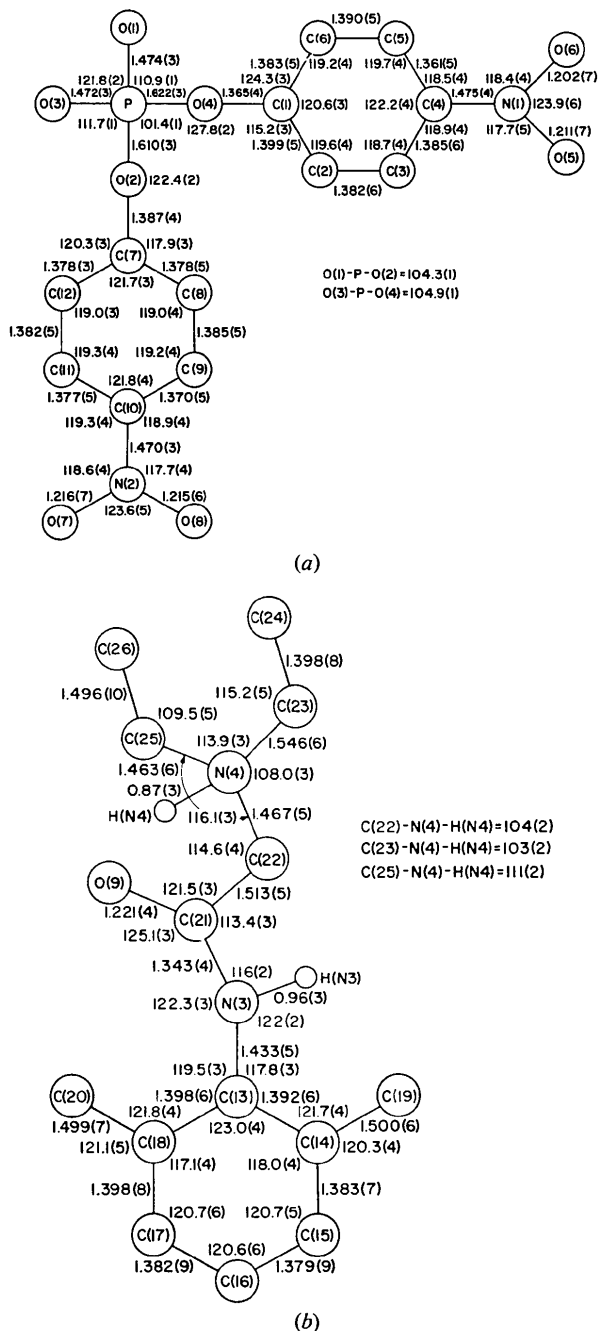 O(1)
C(6) 1.390(5) C(5)
1.474(3)
1.383(5) 119.2(4) 119.7(4) 1.361(5)
O(6)
121.8(2) 110.9(1) 124.3(3) 118.5(4) 118.4(4) 1.202(7)
O(3) 1.472(3) P 1.622(3) O(4) 1.365(4) C(1) 120.6(3) 122.2(4) C(4) 1.475(4) N(1) 123.9(6)
111.7(1) 101.4(1) 127.8(2) 115.2(3) 118.9(4) 117.7(5) 1.211(7)
1.610(3) 1.399(5) 119.6(4) 118.7(4) 1.385(6)
O(5)
C(2) 1.382(6) C(3)
O(2) 122.4(2)
1.387(4)
120.3(3) 117.9(3)
C(7)
1.378(3) 121.7(3) 1.378(5)
O(1)-P-O(2)=104.3(1)
O(3)-P-O(4)=104.9(1)
C(12) C(8)
119.0(3) 119.0(4)
1.382(5) 1.385(5)
119.3(4) 119.2(4)
C(11) 121.8(4) C(9)
1.377(5) C(10) 1.370(5)
119.3(4) 118.9(4)
1.470(3)
118.6(4) 117.7(4)
N(2)
1.216(7) 123.6(5) 1.215(6)
O(7) O(8)
(a)
C(24)
C(26)
1.398(8)
1.496(10) 115.2(5)
109.5(5) C(23)
C(25) 113.9(3) 1.546(6)
1.463(6) N(4) 108.0(3)
0.87(3)
H(N4) 116.1(3) 1.467(5)
C(22)-N(4)-H(N4)=104(2)
C(23)-N(4)-H(N4)=103(2)
C(25)-N(4)-H(N4)=111(2)
114.6(4) C(22)
O(9) 121.5(3) 1.513(5)
1.221(4) C(21) 113.4(3)
125.1(3)
1.343(4) 116(2) H(N3)
122.3(3) N(3) 0.96(3)
122(2)
1.433(5)
119.5(3) 117.8(3)
C(20) 1.398(6) C(13) 1.392(6) C(19)
121.8(4) 123.0(4) 121.7(4)
1.499(7) C(18) C(14) 1.500(6)
121.1(5) 120.3(4)
117.1(4) 118.0(4)
1.398(8) 1.383(7)
120.7(6) 120.7(5)
C(17) C(15)
120.6(6)
1.382(9) C(16) 1.379(9)
(b)